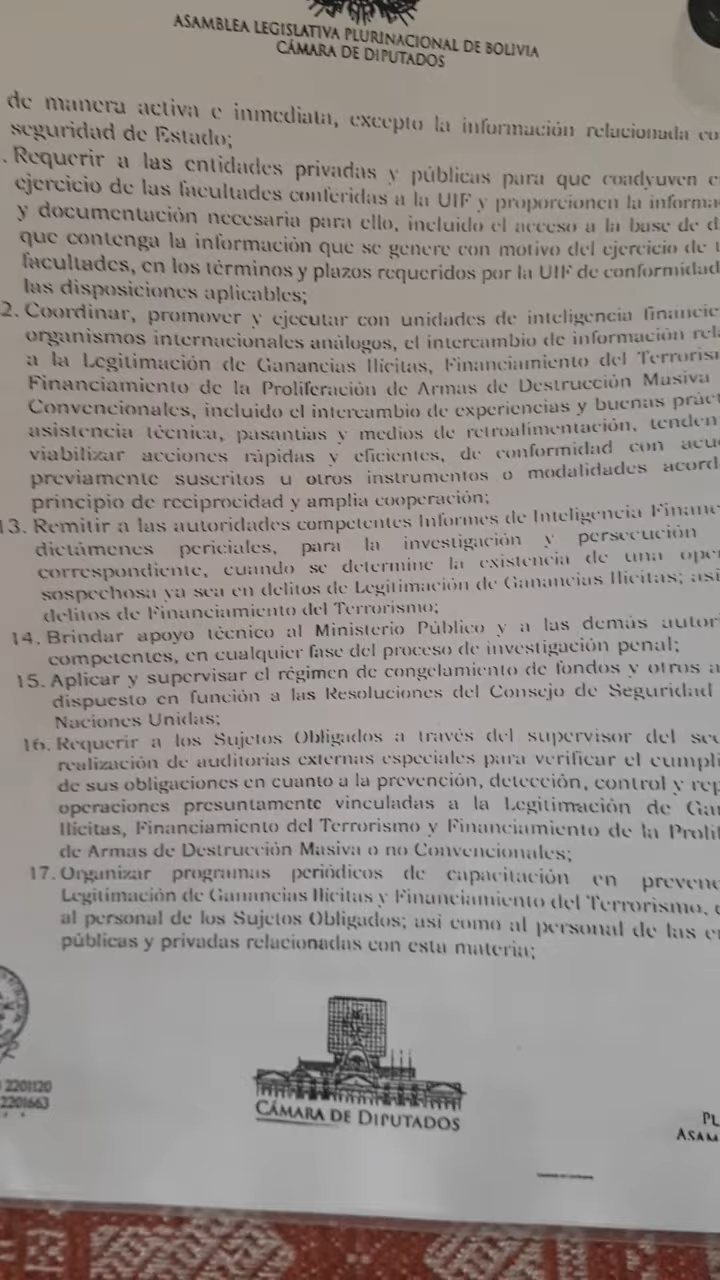 ASAMBLEA LEGISLATIVA PLURINACIONAL DE BOLIVIA
CÁMARA DE DIPUTADOS
de manera activa e inmediata, excepto la información relacionada co
seguridad de Estado;
. Requerir a las entidades privadas y públicas para que coadyuven e
ejercicio de las facultades conferidas a la UIF y proporcionen la informa
y documentación necesaria para ello, incluido el acceso a la base de d
que contenga la información que se genere con motivo del ejercicio de
facultades, en los términos y plazos requeridos por la UIF de conformidad
las disposiciones aplicables;
2. Coordinar, promover y ejecutar con unidades de inteligencia financie
organismos internacionales análogos, el intercambio de información rela
a la Legitimación de Ganancias Ilícitas, Financiamiento del Terroris
Financiamiento de la Proliferación de Armas de Destrucción Masiva
Convencionales, incluido el intercambio de experiencias y buenas práct
asistencia técnica, pasantías y medios de retroalimentación, tenden
viabilizar acciones rápidas y eficientes, de conformidad con acue
previamente suscritos u otros instrumentos o modalidades acord
principio de reciprocidad y amplia cooperación;
13. Remitir a las autoridades competentes Informes de Inteligencia Financ
dictámenes periciales, para la investigación y persecución
correspondiente, cuando se determine la existencia de una ope
sospechosa ya sea en delitos de Legitimación de Ganancias Ilícitas; así
delitos de Financiamiento del Terrorismo;
14. Brindar apoyo técnico al Ministerio Público y a las demás autor
competentes, en cualquier fase del proceso de investigación penal;
15. Aplicar y supervisar el régimen de congelamiento de fondos y otros a
dispuesto en función a las Resoluciones del Consejo de Seguridad
Naciones Unidas;
16. Requerir a los Sujetos Obligados a través del supervisor del sec
realización de auditorías externas especiales para verificar el cumpli
de sus obligaciones en cuanto a la prevención, detección, control y rep
operaciones presuntamente vinculadas a la Legitimación de Gan
Ilícitas, Financiamiento del Terrorismo y Financiamiento de la Prolif
de Armas de Destrucción Masiva o no Convencionales;
17. Organizar programas periódicos de capacitación en prevenc
Legitimación de Ganancias Ilícitas y Financiamiento del Terrorismo,
al personal de los Sujetos Obligados; así como al personal de las e
públicas y privadas relacionadas con esta materia;
2201120
2201663
CÁMARA DE DIPUTADOS
PL
ASAM